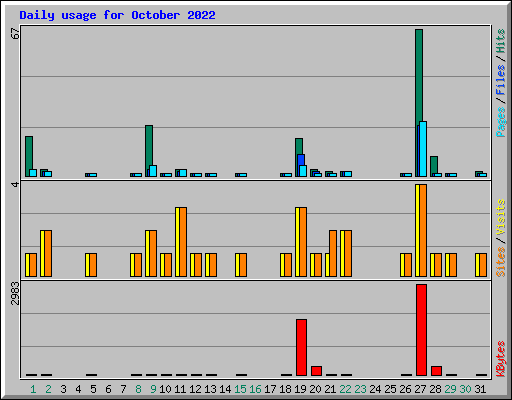 Daily usage for October 2022
67
Pages / Files / Hits
4
Sites / Visits
2983
KBytes
1 2 3 4 5 6 7 8 9 10 11 12 13 14 15 16 17 18 19 20 21 22 23 24 25 26 27 28 29 30 31